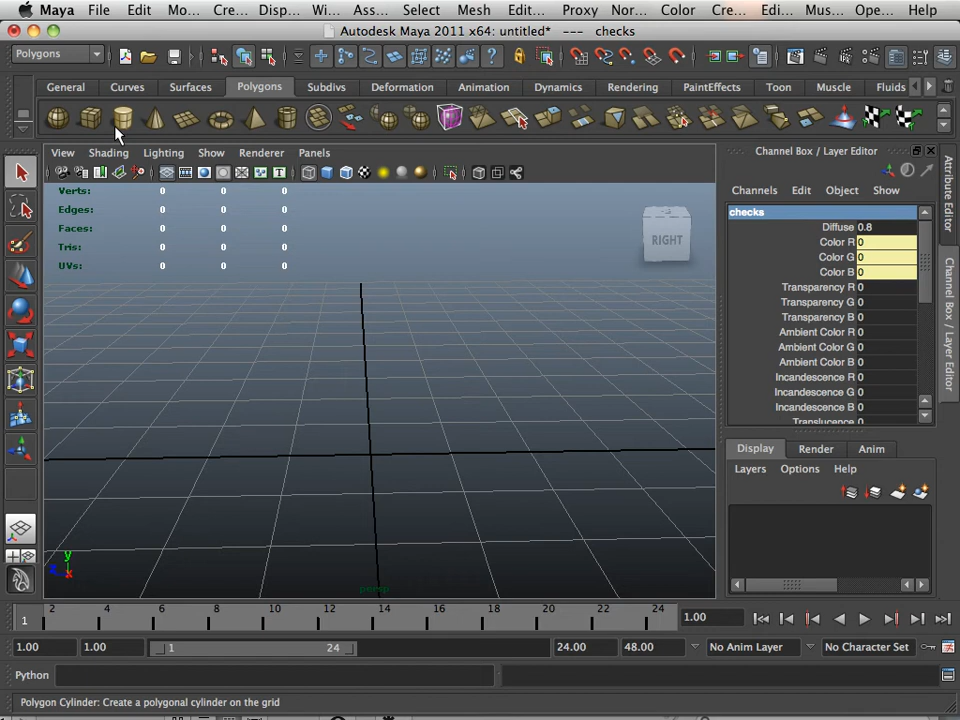 Maya File Edit Mo... Cre... Disp... Wi... Ass... Select Mesh Edit... Proxy Nor... Color Cre... Edi... Mus... Ope... Help
Autodesk Maya 2011 x64: untitled* --- checks
Polygons
General Curves Surfaces Polygons Subdivs Deformation Animation Dynamics Rendering PaintEffects Toon Muscle Fluids
View Shading Lighting Show Renderer Panels
Channel Box / Layer Editor
Channels Edit Object Show
checks
Diffuse 0.8
Color R 0
Color G 0
Color B 0
Transparency R 0
Transparency G 0
Transparency B 0
Ambient Color R 0
Ambient Color G 0
Ambient Color B 0
Incandescence R 0
Incandescence G 0
Incandescence B 0
Translucence 0
Verts: 0 0 0
Edges: 0 0 0
Faces: 0 0 0
Tris: 0 0 0
UVs: 0 0 0
RIGHT
Attribute Editor
Channel Box / Layer Editor
Display Render Anim
Layers Options Help
y
z x
persp
1 2 4 6 8 10 12 14 16 18 20 22 24 1.00
1.00 1.00 1 24 24.00 48.00 No Anim Layer No Character Set
Python
Polygon Cylinder: Create a polygonal cylinder on the grid